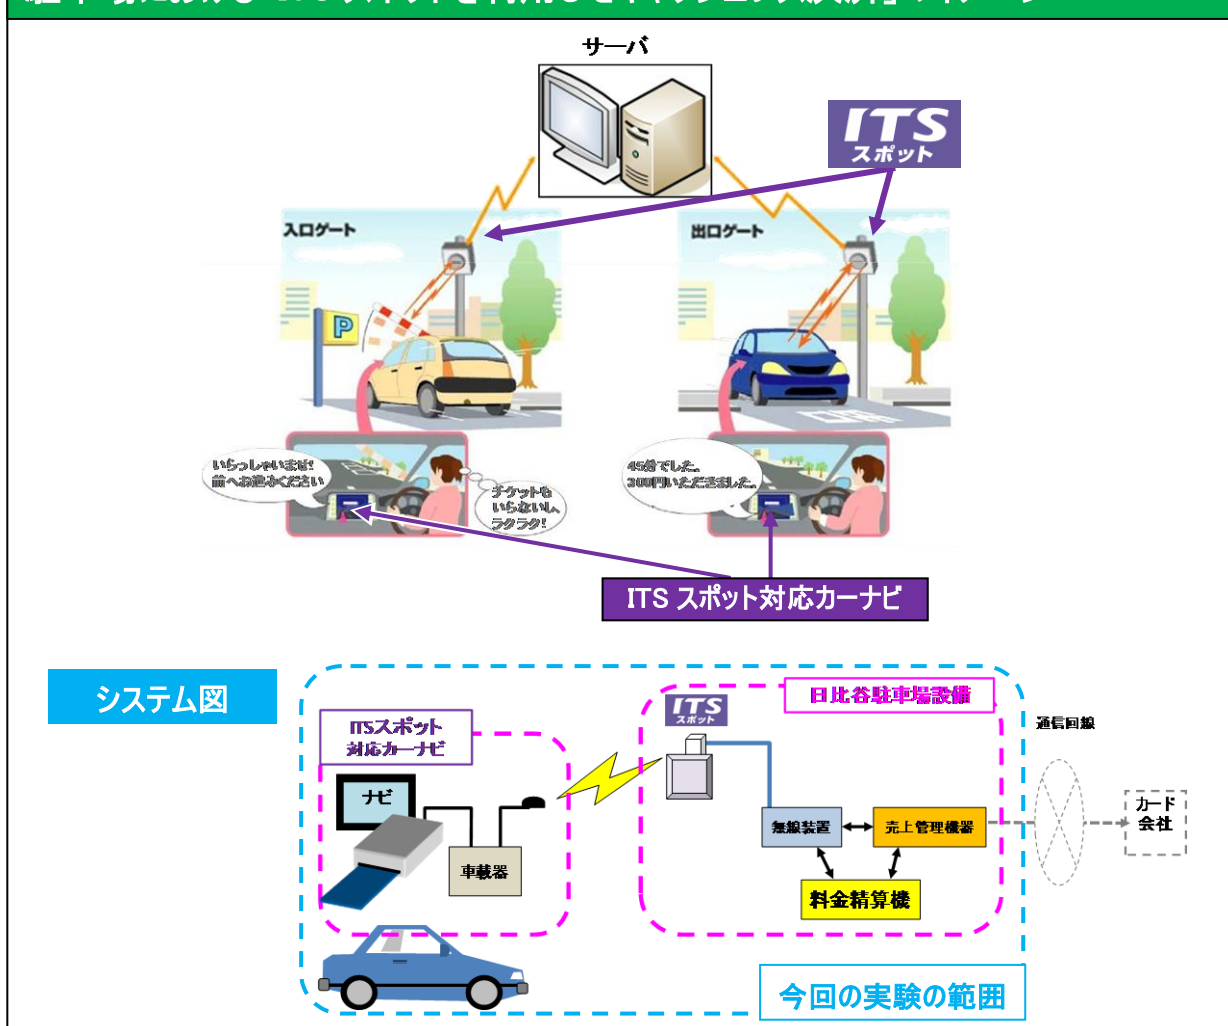 サーバ
ITS
スポット
入口ゲート
出口ゲート
P
いらっしゃいませ!
前へお進みください
チケットも
いらないし、
ラクラク!
45分でした。
300円いただきました。
ITS スポット対応カーナビ
システム図
ITSスポット
対応カーナビ
ナビ
車載器
ITS
スポット
日比谷駐車場設備
無線装置
売上管理機器
料金精算機
通信回線
カード
会社
今回の実験の範囲